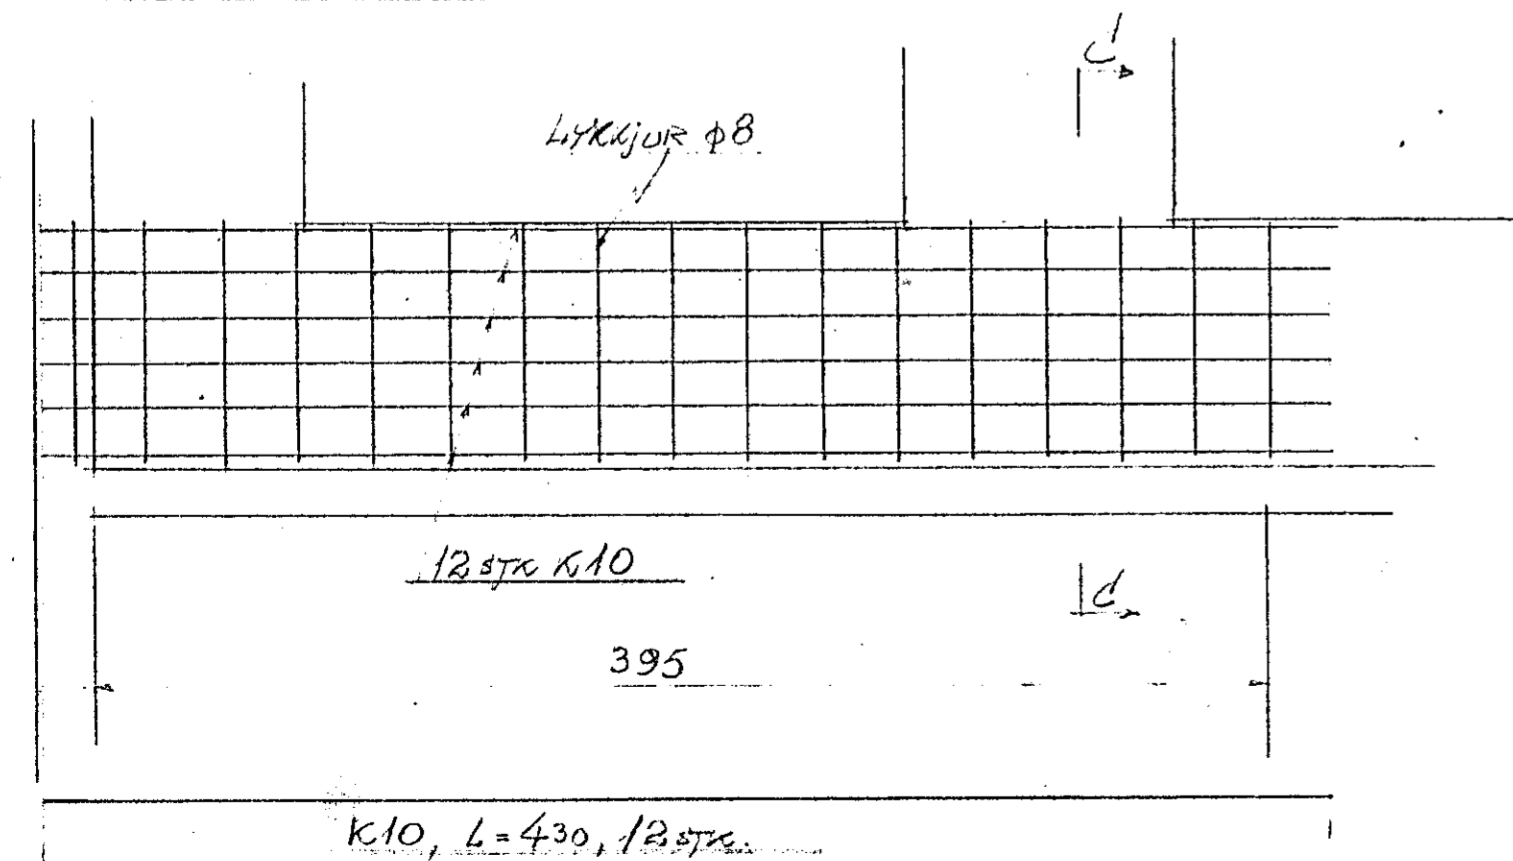 C
LYKKJUR φ8
12 STK K10
C
395
K10, L=430, 12 STK.